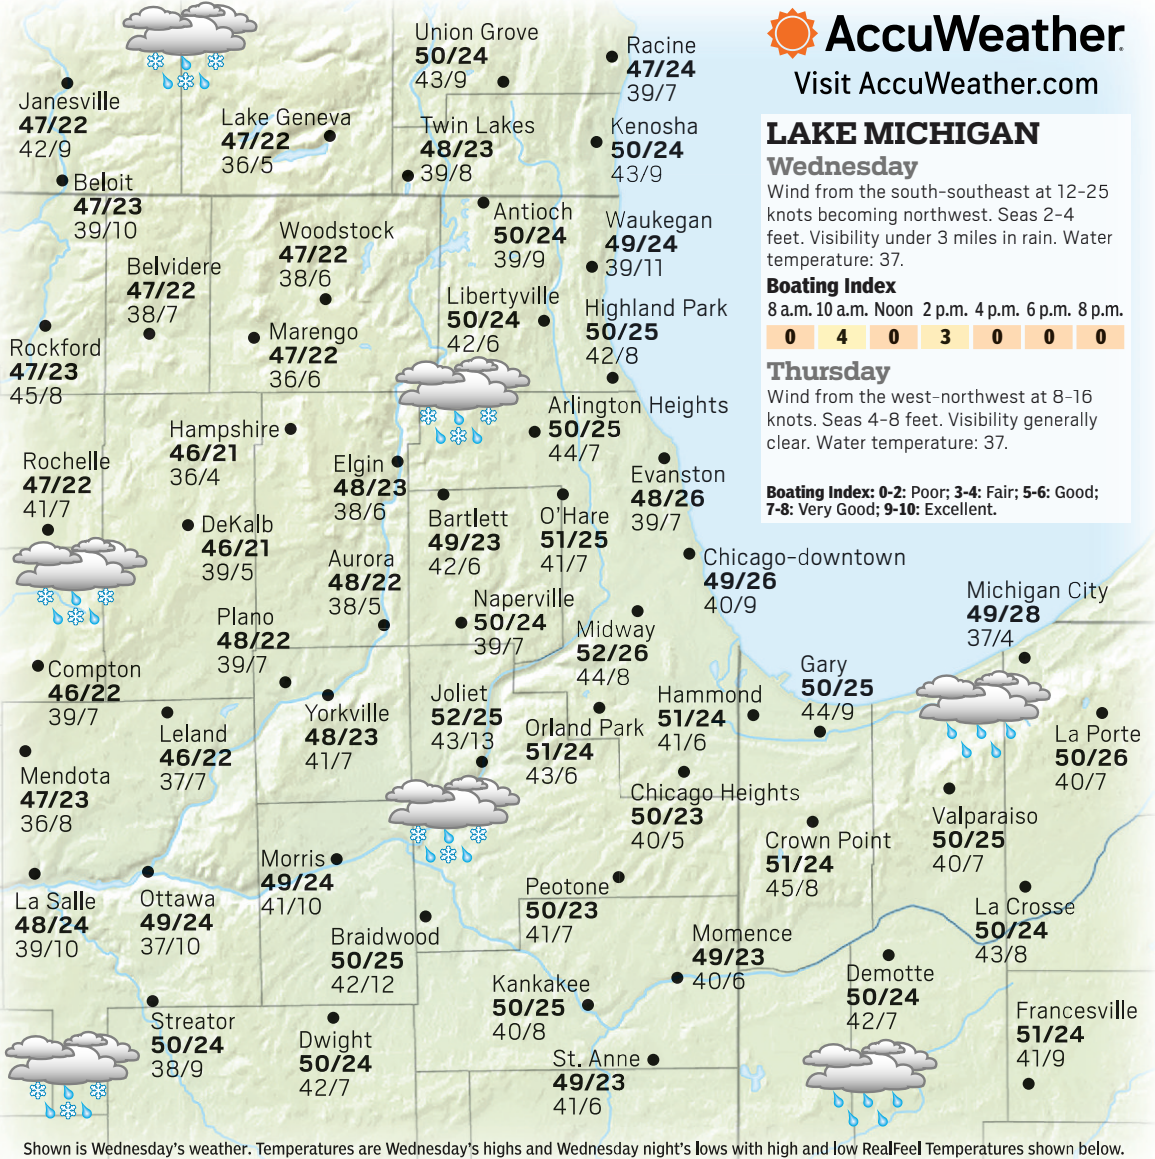 AccuWeather
Visit AccuWeather.com
LAKE MICHIGAN
Wednesday
Wind from the south-southeast at 12-25
knots becoming northwest. Seas 2-4
feet. Visibility under 3 miles in rain. Water
temperature: 37.
Boating Index
8 a.m. 10 a.m. Noon 2 p.m. 4 p.m. 6 p.m. 8 p.m.
0 4 0 3 0 0 0
Thursday
Wind from the west-northwest at 8-16
knots. Seas 4-8 feet. Visibility generally
clear. Water temperature: 37.
Boating Index: 0-2: Poor; 3-4: Fair; 5-6: Good;
7-8: Very Good; 9-10: Excellent.
Union Grove
50/24
43/9
Racine
47/24
39/7
Janesville
47/22
42/9
Lake Geneva
47/22
36/5
Twin Lakes
48/23
39/8
Kenosha
50/24
43/9
Beloit
47/23
39/10
Antioch
50/24
39/9
Waukegan
49/24
39/11
Woodstock
47/22
38/6
Belvidere
47/22
38/7
Libertyville
50/24
42/6
Highland Park
50/25
42/8
Rockford
47/23
45/8
Marengo
47/22
36/6
Arlington Heights
50/25
44/7
Hampshire
46/21
36/4
Rochelle
47/22
41/7
Elgin
48/23
38/6
Evanston
48/26
39/7
DeKalb
46/21
39/5
Bartlett
49/23
42/6
O'Hare
51/25
41/7
Aurora
48/22
38/5
Chicago-downtown
49/26
40/9
Michigan City
49/28
37/4
Plano
48/22
39/7
Naperville
50/24
39/7
Midway
52/26
44/8
Compton
46/22
39/7
Gary
50/25
44/9
Yorkville
48/23
41/7
Joliet
52/25
43/13
Hammond
51/24
41/6
Leland
46/22
37/7
Orland Park
51/24
43/6
La Porte
50/26
40/7
Mendota
47/23
36/8
Chicago Heights
50/23
40/5
Crown Point
51/24
45/8
Valparaiso
50/25
40/7
Morris
49/24
41/10
La Salle
48/24
39/10
Ottawa
49/24
37/10
Peotone
50/23
41/7
La Crosse
50/24
43/8
Braidwood
50/25
42/12
Momence
49/23
40/6
Demotte
50/24
42/7
Kankakee
50/25
40/8
Streator
50/24
38/9
Dwight
50/24
42/7
St. Anne
49/23
41/6
Francesville
51/24
41/9
Shown is Wednesday's weather. Temperatures are Wednesday's highs and Wednesday night's lows with high and low RealFeel Temperatures shown below.